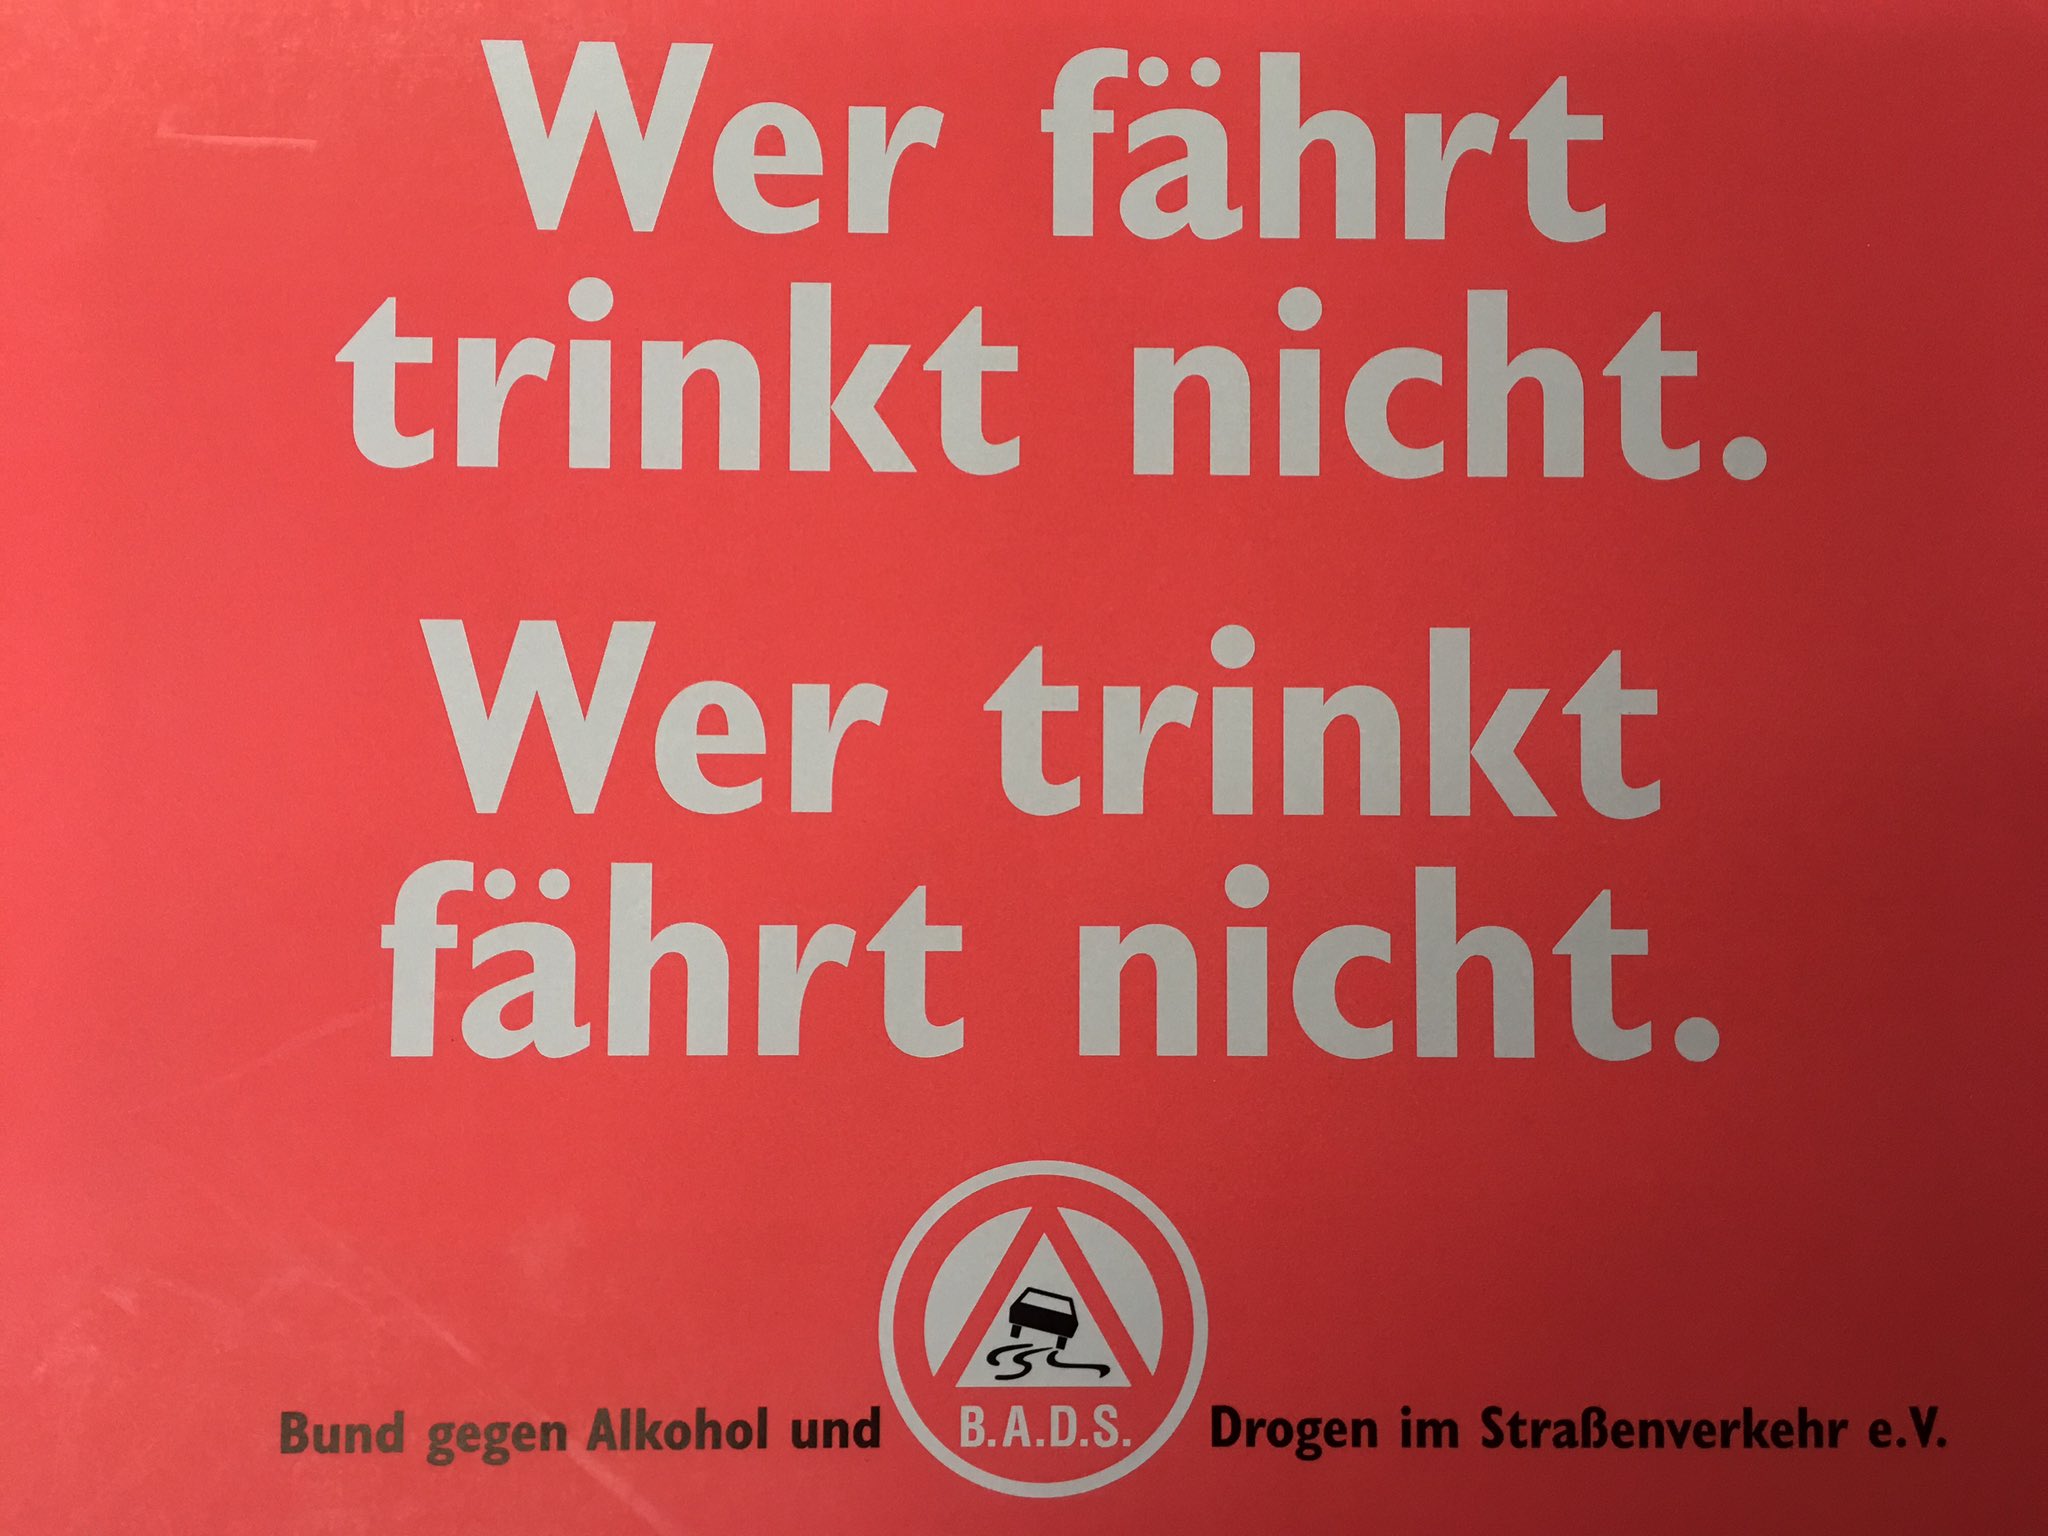 Wer fährt
trinkt nicht.
Wer trinkt
fährt nicht.
B.A.D.S.
Bund gegen Alkohol und Drogen im Straßenverkehr e.V.